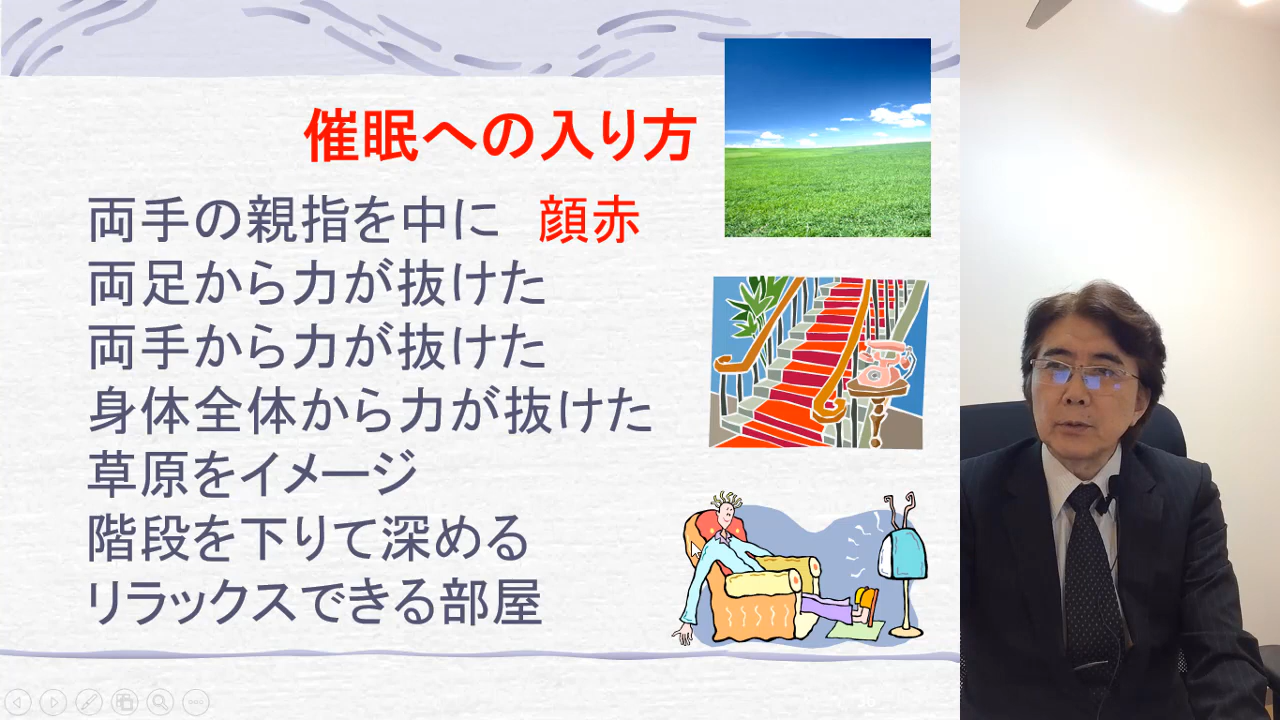 催眠への入り方
両手の親指を中に　顔赤
両足から力が抜けた
両手から力が抜けた
身体全体から力が抜けた
草原をイメージ
階段を下りて深める
リラックスできる部屋